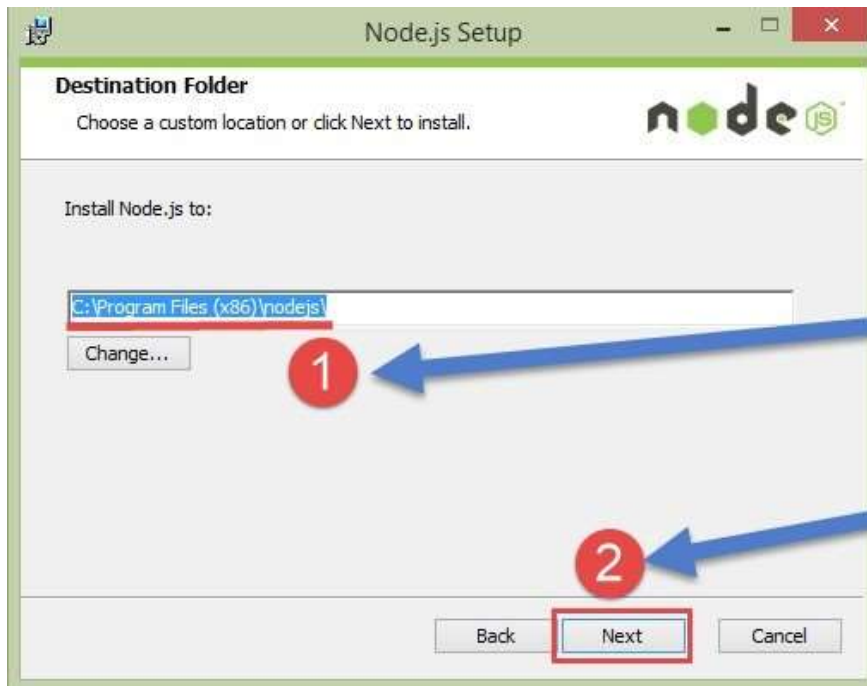 Node.js Setup
Destination Folder
Choose a custom location or click Next to install.
node JS
Install Node.js to:
C:\Program Files (x86)\nodejs\
Change...
1
2
Back Next Cancel